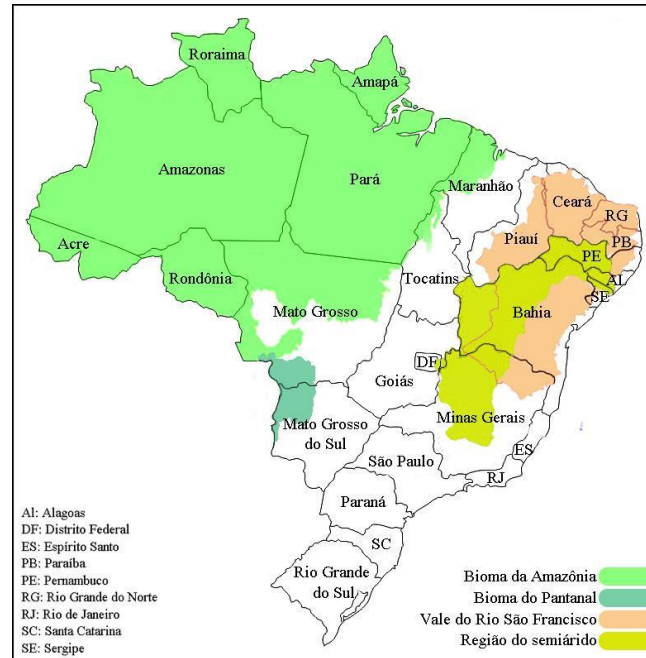 Roraima
Amapá
Amazonas
Pará
Maranhão
Ceará
RG
Piauí
PB
PE
Acre
Rondônia
Tocatins
AL
SE
Mato Grosso
Bahia
DF
Goiás
Minas Gerais
Mato Grosso
do Sul
ES
São Paulo
RJ
Paraná
SC
Rio Grande
do Sul
Al: Alagoas
DF: Distrito Federal
ES: Espírito Santo
PB: Paraíba
PE: Pernambuco
RG: Rio Grande do Norte
RJ: Rio de Janeiro
SC: Santa Catarina
SE: Sergipe
Bioma da Amazônia
Bioma do Pantanal
Vale do Rio São Francisco
Região do semiárido